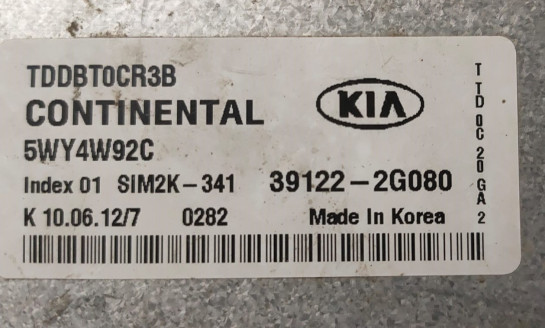 TDDBT0CR3B
CONTINENTAL
KIA
5WY4W92C
Index 01 SIM2K-341 39122-2G080
K 10.06.12/7 0282 Made In Korea
TTD0C20GA2